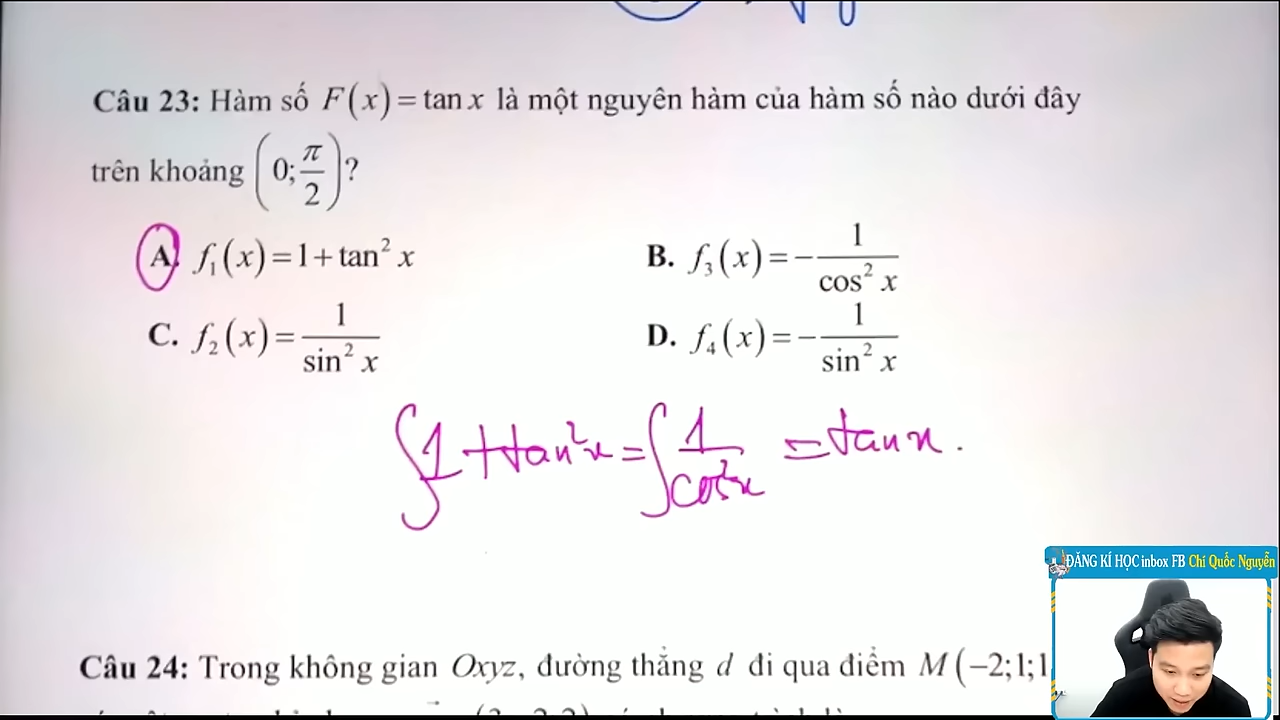 Câu 23: Hàm số F(x) = tan x là một nguyên hàm của hàm số nào dưới đây
trên khoảng (0; π/2)?
A. f₁(x) = 1 + tan² x
B. f₃(x) = − 1/cos² x
C. f₂(x) = 1/sin² x
D. f₄(x) = − 1/sin² x
∫ 1 + tan² x = ∫ 1/cos² x = tan x.
ĐĂNG KÍ HỌC inbox FB Chí Quốc Nguyễn
Câu 24: Trong không gian Oxyz, đường thẳng d đi qua điểm M(−2;1;1